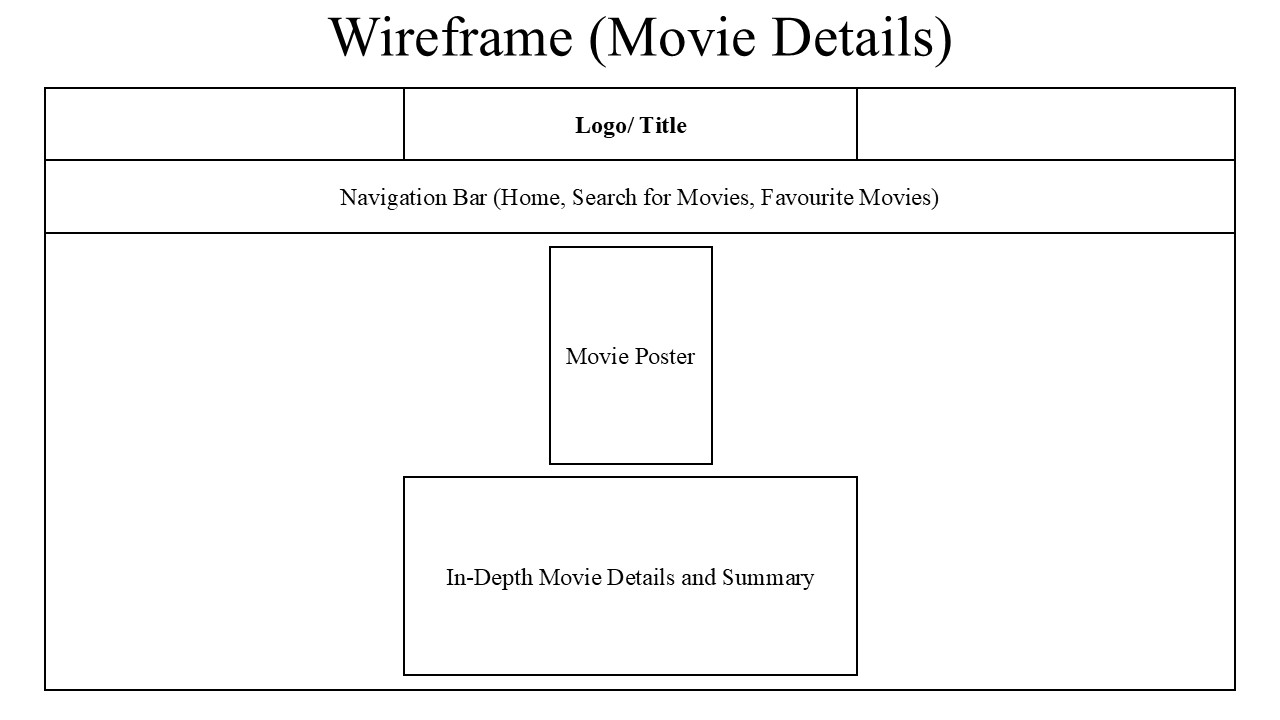 Wireframe (Movie Details)
Logo/ Title
Navigation Bar (Home, Search for Movies, Favourite Movies)
Movie Poster
In-Depth Movie Details and Summary